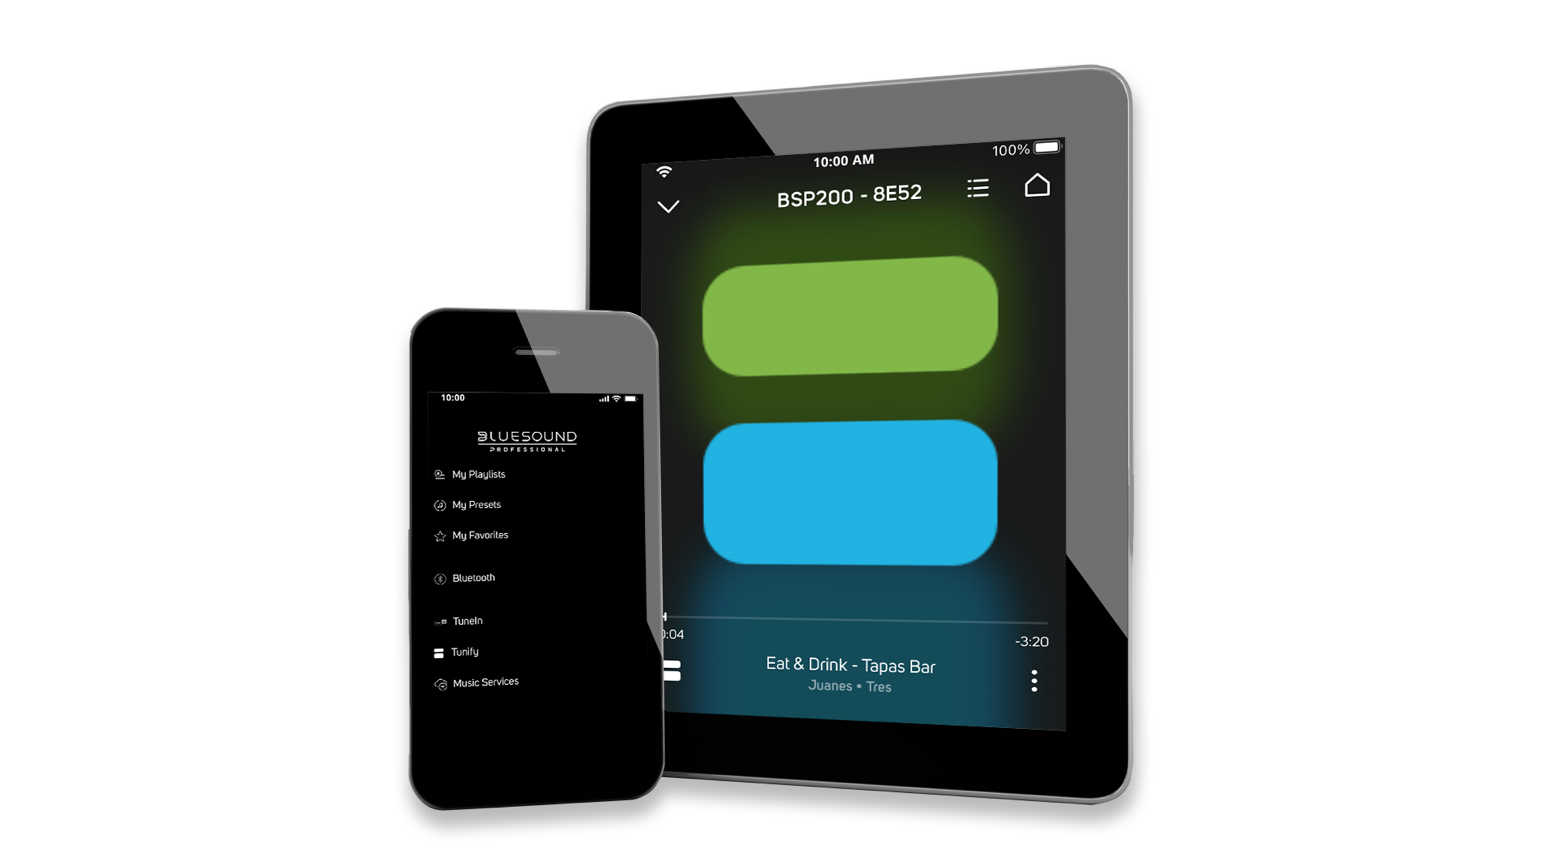 10:00 AM
100%
BSP200 - 8E52
:04
-3:20
Eat & Drink - Tapas Bar
Juanes • Tres
10:00
BLUESOUND
PROFESSIONAL
My Playlists
My Presets
My Favorites
Bluetooth
TuneIn
Tunify
Music Services